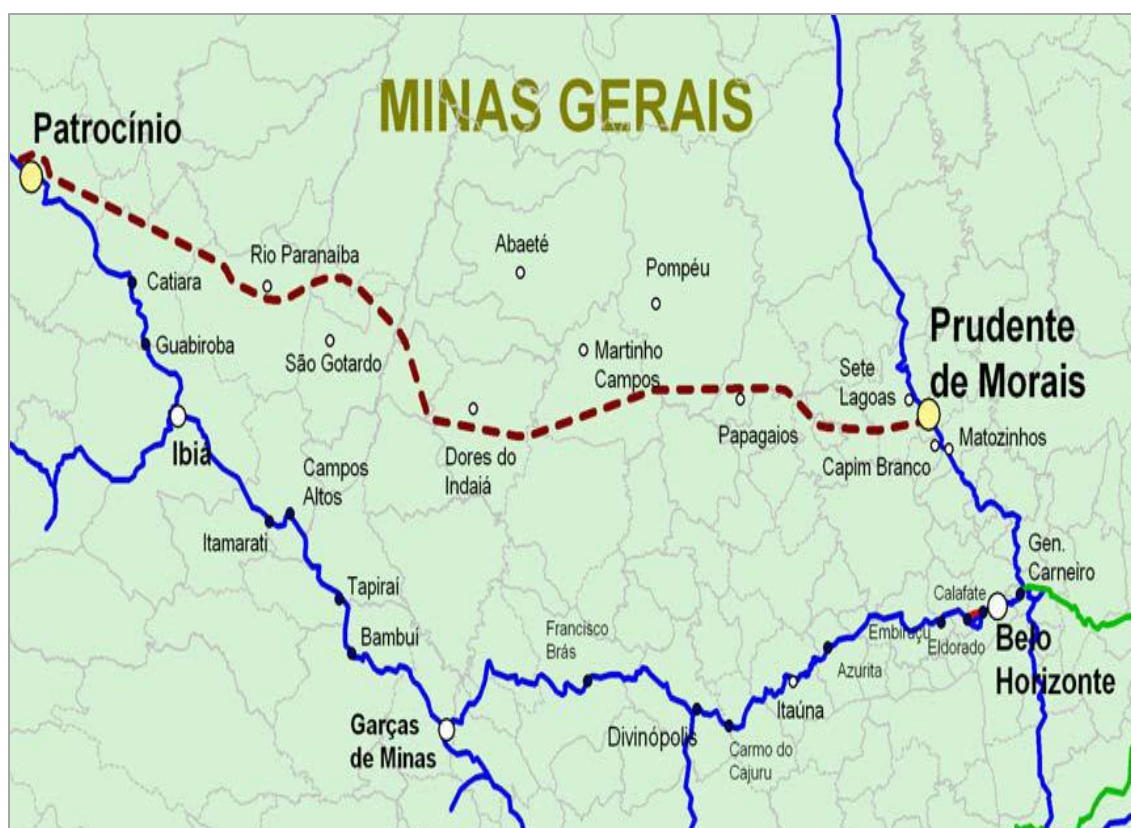 MINAS GERAIS
Patrocínio
Rio Paranaiba
Abaeté
Pompéu
Catiara
Guabiroba
São Gotardo
Martinho
Campos
Sete
Lagoas
Prudente
de Morais
Ibiá
Campos
Altos
Dores do
Indaiá
Papagaios
Capim Branco
Matozinhos
Itamarati
Tapiraí
Bambuí
Francisco
Brás
Garças
de Minas
Divinópolis
Carmo do
Cajuru
Itaúna
Azurita
Embiruçu
Eldorado
Calafate
Gen.
Carneiro
Belo
Horizonte